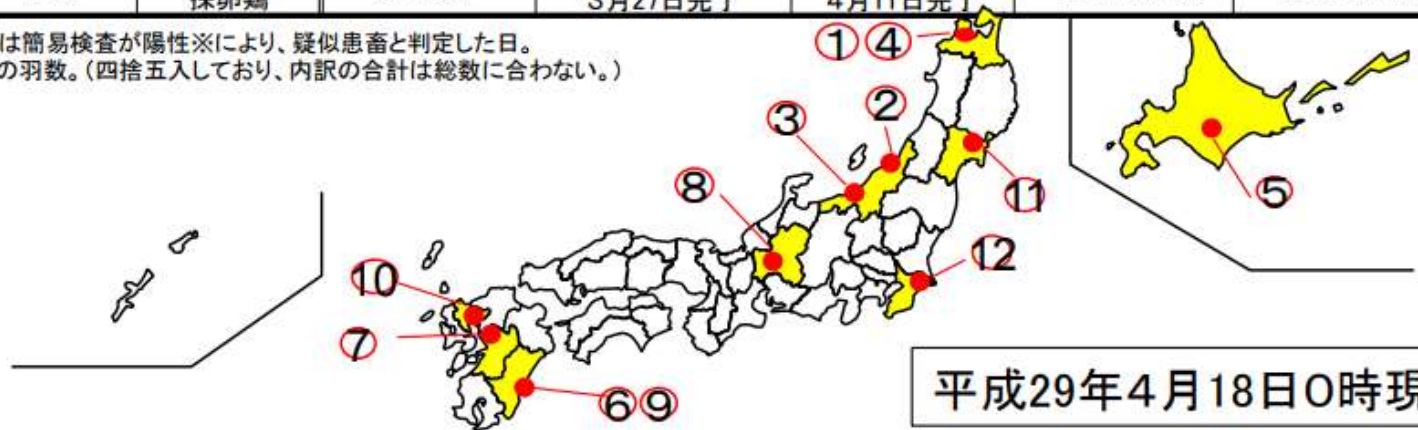 採卵鶏
3月27日完了
4月11日完了
は簡易検査が陽性※により、疑似患畜と判定した日。
の羽数。(四捨五入しており、内訳の合計は総数に合わない。)
①④
②
③
⑧
⑪
⑤
⑫
⑩
⑦
⑥⑨
平成29年4月18日0時現